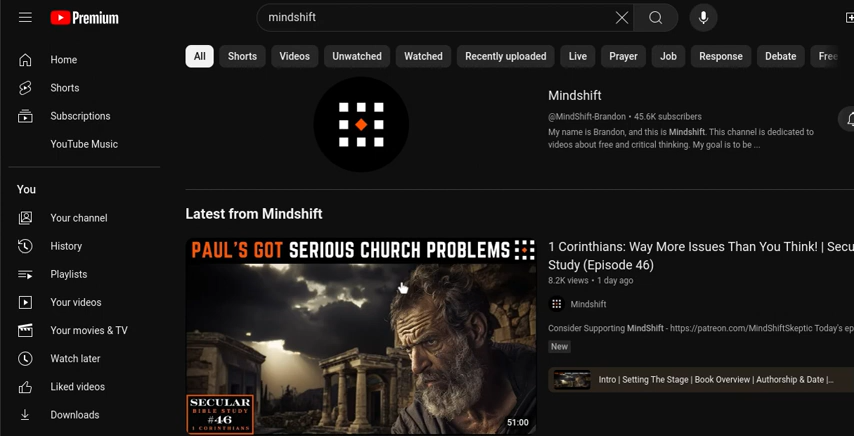 Premium
mindshift
Home
Shorts
Subscriptions
YouTube Music
You
Your channel
History
Playlists
Your videos
Your movies & TV
Watch later
Liked videos
Downloads
All Shorts Videos Unwatched Watched Recently uploaded Live Prayer Job Response Debate Free
Mindshift
@MindShift-Brandon • 45.6K subscribers
My name is Brandon, and this is Mindshift. This channel is dedicated to
videos about free and critical thinking. My goal is to be ...
Latest from Mindshift
PAUL'S GOT SERIOUS CHURCH PROBLEMS
SECULAR
BIBLE STUDY
#46
1 CORINTHIANS
51:00
1 Corinthians: Way More Issues Than You Think! | Secu
Study (Episode 46)
8.2K views • 1 day ago
Mindshift
Consider Supporting MindShift - https://patreon.com/MindShiftSkeptic Today's ep
New
Intro | Setting The Stage | Book Overview | Authorship & Date |...